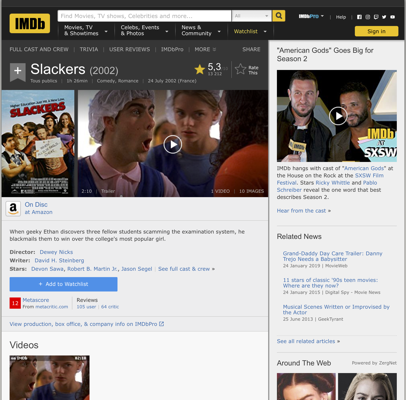 IMDb
Find Movies, TV shows, Celebrities and more...
All
IMDbPro
Help
Movies, TV
& Showtimes
Celebs, Events
& Photos
News &
Community
Watchlist
Sign in
FULL CAST AND CREW | TRIVIA | USER REVIEWS | IMDbPro | MORE
SHARE
Slackers (2002)
5,3
Rate
This
Tous publics | 1h 26min | Comedy, Romance | 24 July 2002 (France)
SLACKERS
2:10 | Trailer
1 VIDEO | 10 IMAGES
On Disc
at Amazon
When geeky Ethan discovers three fellow students scamming the examination system, he
blackmails them to win over the college's most popular girl.
Director: Dewey Nicks
Writer: David H. Steinberg
Stars: Devon Sawa, Robert B. Martin Jr., Jason Segel | See full cast & crew »
+ Add to Watchlist
12
Metascore
From metacritic.com
Reviews
105 user | 64 critic
View production, box office, & company info on IMDbPro
Videos
"American Gods" Goes Big for
Season 2
IMDb
at
SXSW
IMDb hangs with cast of "American Gods" at
the House on the Rock at the SXSW Film
Festival. Stars Ricky Whittle and Pablo
Schreiber reveal the one word that best
describes Season 2.
Hear from the cast »
Related News
Grand-Daddy Day Care Trailer: Danny
Trejo Needs a Babysitter
24 January 2019 | MovieWeb
11 stars of classic '90s teen movies:
Where are they now?
24 January 2015 | Digital Spy - Movie News
Musical Scenes Written or Improvised by
the Actor
25 June 2013 | GeekTyrant
See all related articles »
Around The Web
Powered by ZergNet